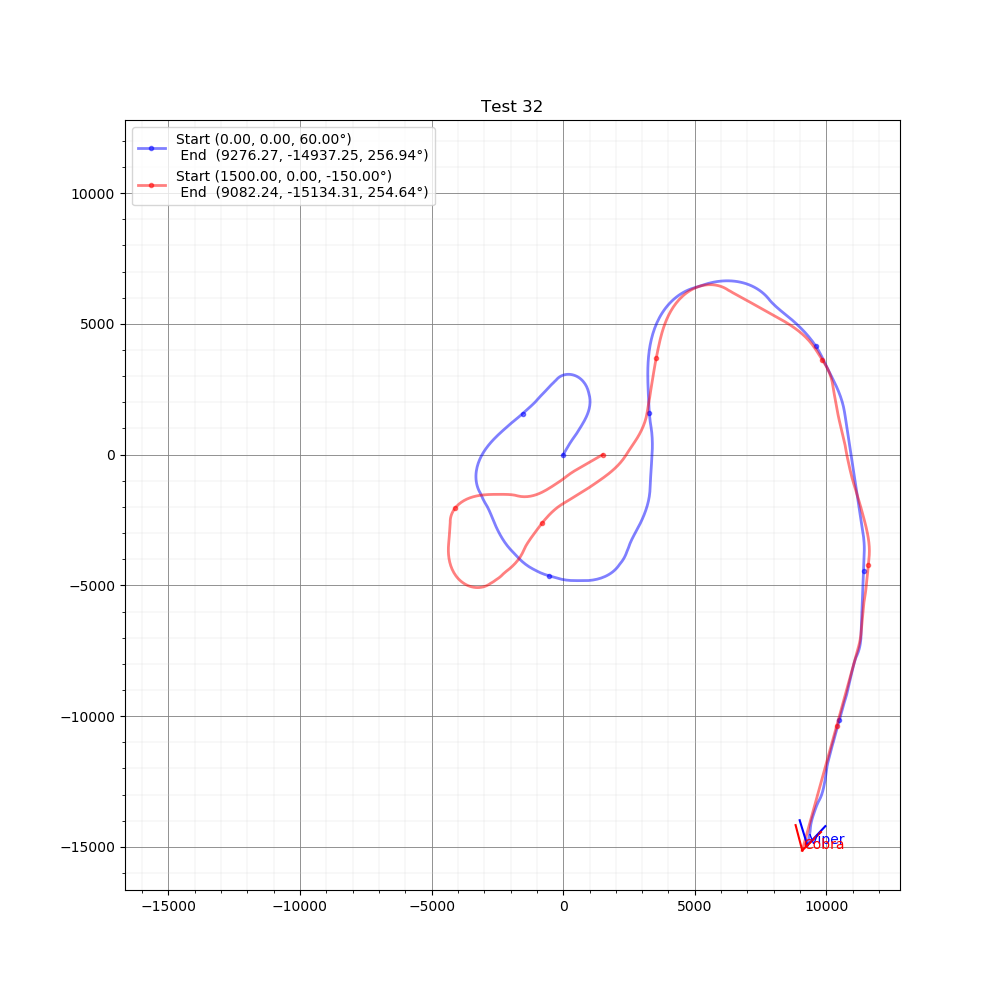 Test 32
Start (0.00, 0.00, 60.00°)
End (9276.27, -14937.25, 256.94°)
Start (1500.00, 0.00, -150.00°)
End (9082.24, -15134.31, 254.64°)
10000
5000
0
−5000
−10000
−15000
Viper
Cobra
−15000 −10000 −5000 0 5000 10000